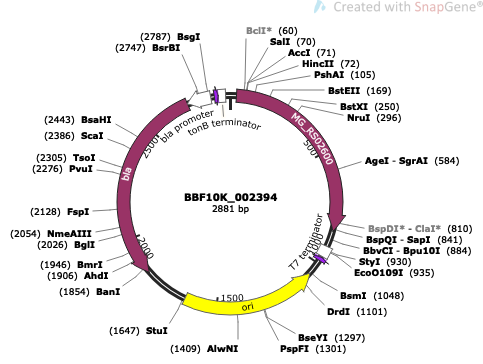 Created with SnapGene®
(2787) BsgI
(2747) BsrBI
BclI* (60)
SalI (70)
AccI (71)
HincII (72)
PshAI (105)
BstEII (169)
BstXI (250)
NruI (296)
AgeI - SgrAI (584)
BspDI* - ClaI* (810)
BspQI - SapI (841)
BbvCI - Bpu10I (884)
StyI (930)
EcoO109I (935)
BsmI (1048)
DrdI (1101)
BseYI (1297)
PspFI (1301)
(1409) AlwNI
(1647) StuI
(1854) BanI
(1906) AhdI
(1946) BmrI
(2026) BglI
(2054) NmeAIII
(2128) FspI
(2276) PvuI
(2305) TsoI
(2386) ScaI
(2443) BsaHI
bla promoter
tonB terminator
MG_RS02600
T7 terminator
ori
bla
500
1000
1500
2000
2500
BBF10K_002394
2881 bp